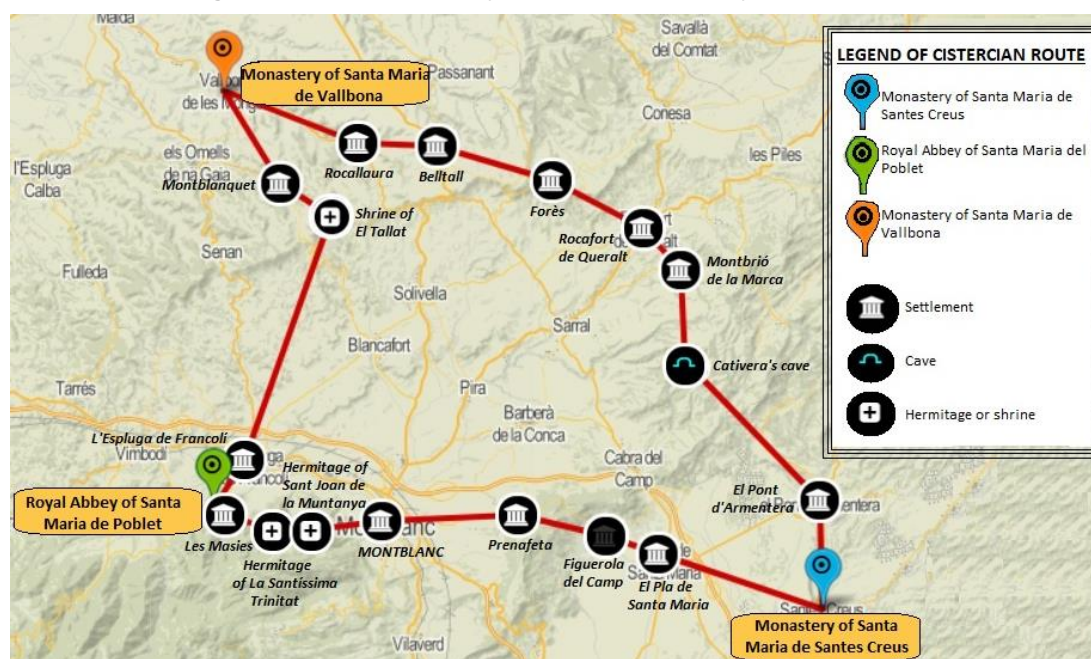 Maldà
Savallà
del Comtat
LEGEND OF CISTERCIAN ROUTE
Monastery of Santa Maria
de Vallbona
Passanant
Monastery of Santa Maria de
Santes Creus
Conesa
les Piles
Royal Abbey of Santa Maria del
Poblet
els Omells
de na Gaia
l'Espluga
Calba
Rocallaura
Belltall
Montblanquet
Forès
Monastery of Santa Maria de
Vallbona
Shrine of
El Tallat
Rocafort
de Queralt
Senan
Montbrió
de la Marca
Fulleda
Solivella
Settlement
Sarral
Blancafort
Cativera's cave
Cave
Tarrés
Pira
Hermitage or shrine
Barberà
de la Conca
L'Espluga de Francolí
Vimbodí
Hermitage of
Sant Joan de
la Muntanya
Cabra del
Camp
Royal Abbey of Santa
Maria de Poblet
El Pont
d'Armentera
Les Masies
MONTBLANC
Prenafeta
Hermitage
of La Santíssima
Trinitat
Figuerola
del Camp
El Pla de
Santa Maria
Santes Creus
Monastery of Santa
Maria de Santes Creus
Vilaverd